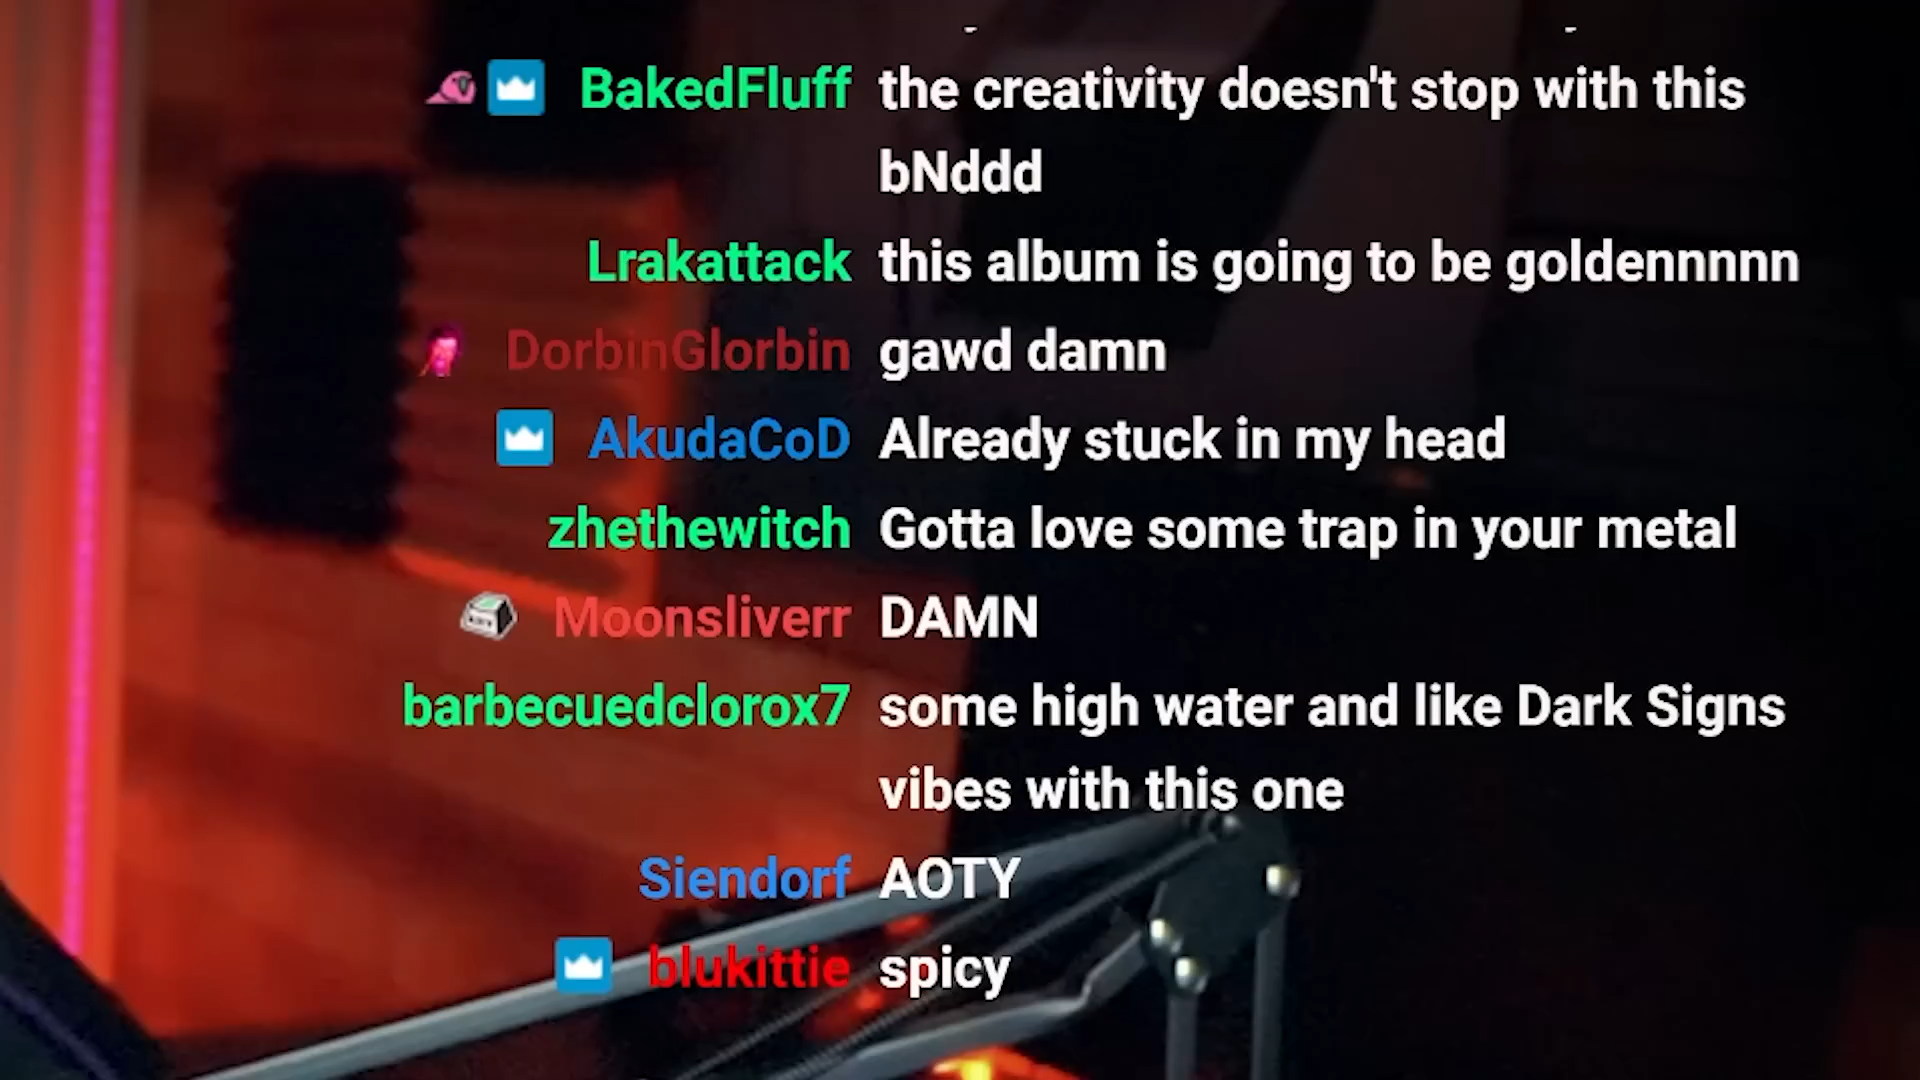 BakedFluff the creativity doesn't stop with this
bNddd
Lrakattack this album is going to be goldennnnn
DorbinGlorbin gawd damn
AkudaCoD Already stuck in my head
zhethewitch Gotta love some trap in your metal
Moonsliverr DAMN
barbecuedclorox7 some high water and like Dark Signs
vibes with this one
Siendorf AOTY
blukittie spicy